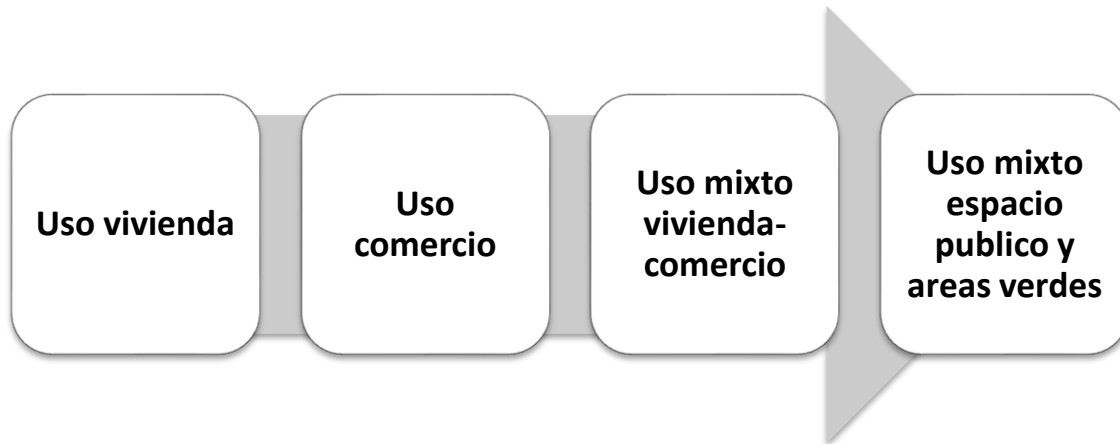 Uso vivienda
Uso
comercio
Uso mixto
vivienda-
comercio
Uso mixto
espacio
publico y
areas verdes